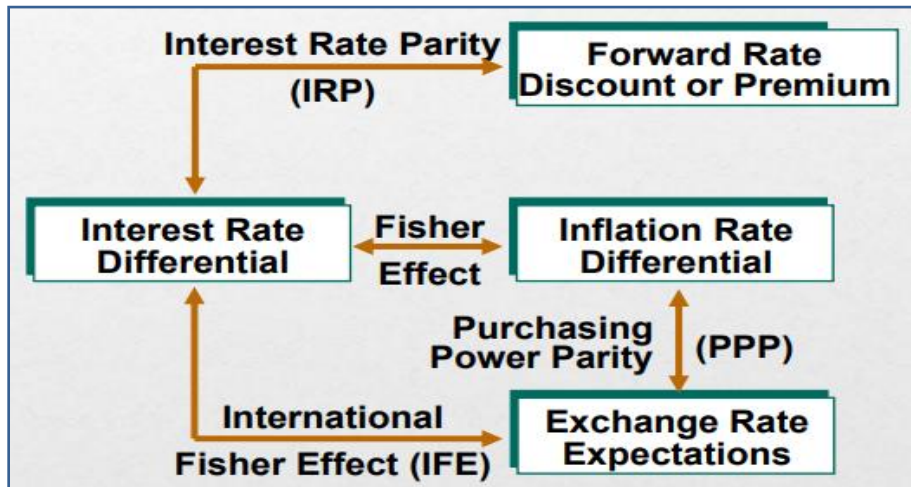 Interest Rate Parity
(IRP)
Forward Rate
Discount or Premium
Interest Rate
Differential
Fisher
Effect
Inflation Rate
Differential
Purchasing
Power Parity
(PPP)
International
Fisher Effect (IFE)
Exchange Rate
Expectations